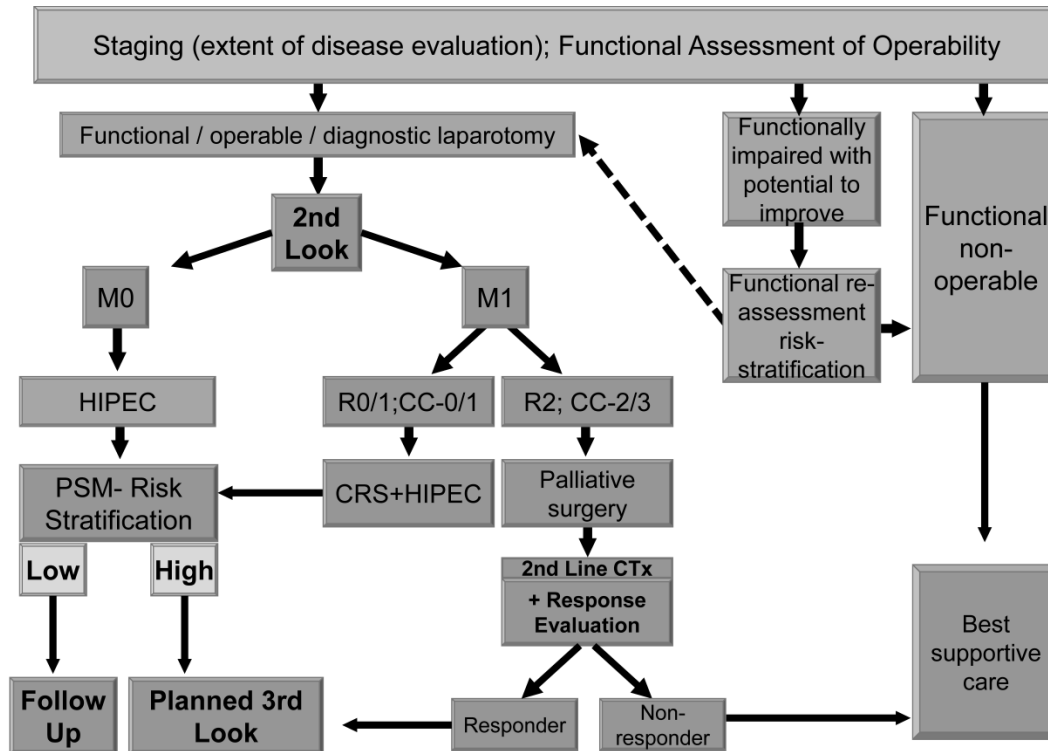 Staging (extent of disease evaluation); Functional Assessment of Operability
Functional / operable / diagnostic laparotomy
Functionally
impaired with
potential to
improve
Functional
non-
operable
2nd
Look
M0
M1
Functional re-
assessment
risk-
stratification
HIPEC
R0/1;CC-0/1
R2; CC-2/3
PSM- Risk
Stratification
CRS+HIPEC
Palliative
surgery
Low
High
2nd Line CTx
+ Response
Evaluation
Best
supportive
care
Follow
Up
Planned 3rd
Look
Responder
Non-
responder